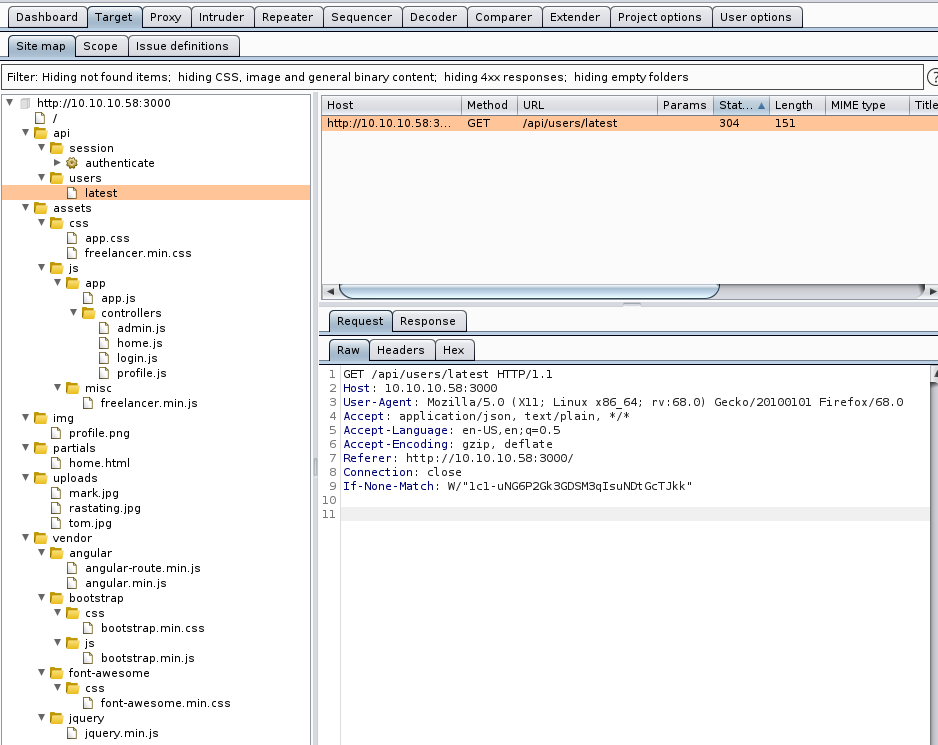 Dashboard Target Proxy Intruder Repeater Sequencer Decoder Comparer Extender Project options User options
Site map Scope Issue definitions
Filter: Hiding not found items; hiding CSS, image and general binary content; hiding 4xx responses; hiding empty folders ?
http://10.10.10.58:3000
/
api
session
authenticate
users
latest
assets
css
app.css
freelancer.min.css
js
app
app.js
controllers
admin.js
home.js
login.js
profile.js
misc
freelancer.min.js
img
profile.png
partials
home.html
uploads
mark.jpg
rastating.jpg
tom.jpg
vendor
angular
angular-route.min.js
angular.min.js
bootstrap
css
bootstrap.min.css
js
bootstrap.min.js
font-awesome
css
font-awesome.min.css
jquery
jquery.min.js
Host Method URL Params Stat... Length MIME type Title
http://10.10.10.58:3... GET /api/users/latest 304 151
Request Response
Raw Headers Hex
1 GET /api/users/latest HTTP/1.1
2 Host: 10.10.10.58:3000
3 User-Agent: Mozilla/5.0 (X11; Linux x86_64; rv:68.0) Gecko/20100101 Firefox/68.0
4 Accept: application/json, text/plain, */*
5 Accept-Language: en-US,en;q=0.5
6 Accept-Encoding: gzip, deflate
7 Referer: http://10.10.10.58:3000/
8 Connection: close
9 If-None-Match: W/"1c1-uNG6P2Gk3GDSM3qIsuNDtGcTJkk"
10
11